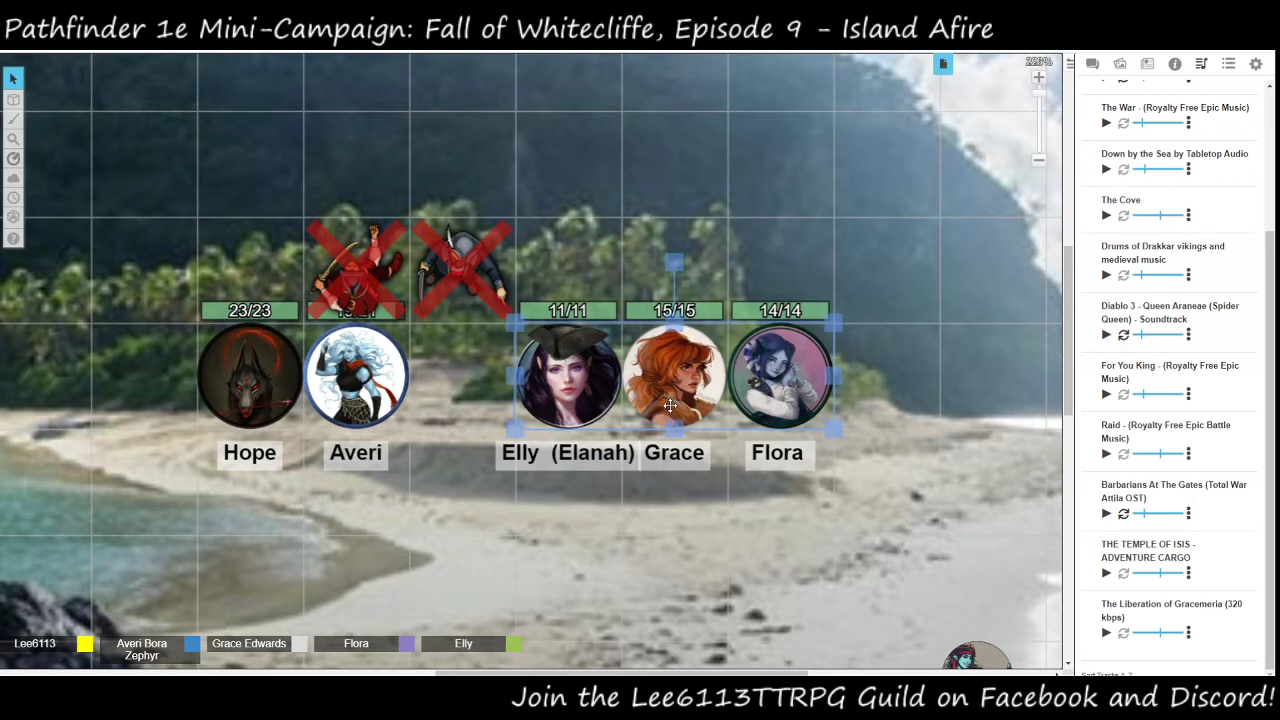 Pathfinder 1e Mini-Campaign: Fall of Whitecliffe, Episode 9 - Island Afire
226%
The War - (Royalty Free Epic Music)
Down by the Sea by Tabletop Audio
The Cove
Drums of Drakkar vikings and
medieval music
Diablo 3 - Queen Araneae (Spider
Queen) - Soundtrack
For You King - (Royalty Free Epic
Music)
Raid - (Royalty Free Epic Battle
Music)
Barbarians At The Gates (Total War
Attila OST)
THE TEMPLE OF ISIS -
ADVENTURE CARGO
The Liberation of Gracemeria (320
kbps)
23/23
11/11
15/15
14/14
Hope
Averi
Elly (Elanah)
Grace
Flora
Lee6113
Averi Bora
Zephyr
Grace Edwards
Flora
Elly
Join the Lee6113TTRPG Guild on Facebook and Discord!